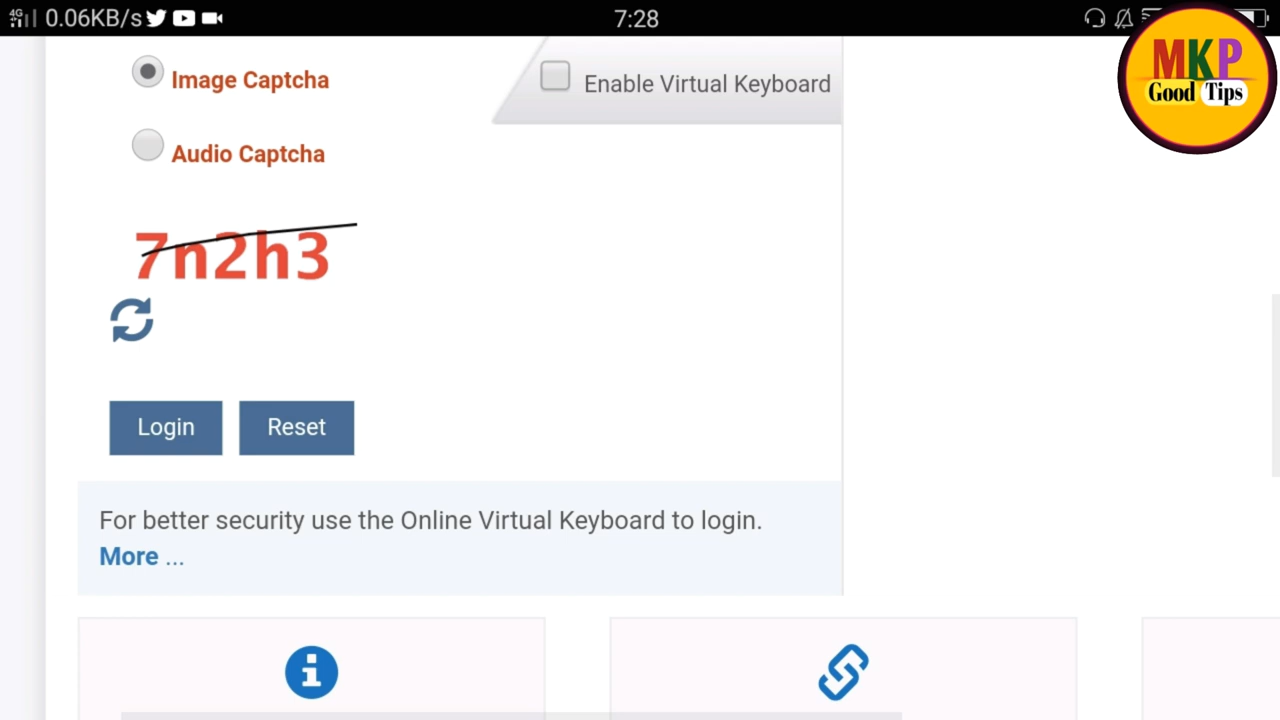 4G 0.06KB/s 7:28
MKP
Good Tips
Image Captcha
Enable Virtual Keyboard
Audio Captcha
7n2h3
Login Reset
For better security use the Online Virtual Keyboard to login.
More ...